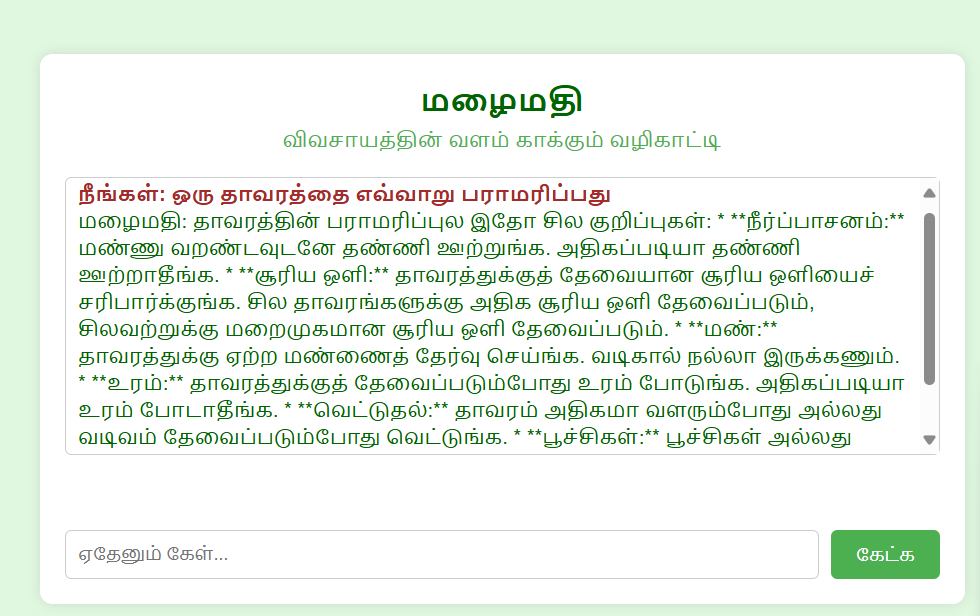 மழைமதி
விவசாயத்தின் வளம் காக்கும் வழிகாட்டி
நீங்கள்: ஒரு தாவரத்தை எவ்வாறு பராமரிப்பது
மழைமதி: தாவரத்தின் பராமரிப்புல இதோ சில குறிப்புகள்: * **நீர்ப்பாசனம்:**
மண்ணு வறண்டவுடனே தண்ணி ஊற்றுங்க. அதிகப்படியா தண்ணி
ஊற்றாதீங்க. * **சூரிய ஒளி:** தாவரத்துக்குத் தேவையான சூரிய ஒளியைச்
சரிபார்க்குங்க. சில தாவரங்களுக்கு அதிக சூரிய ஒளி தேவைப்படும்,
சிலவற்றுக்கு மறைமுகமான சூரிய ஒளி தேவைப்படும். * **மண்:**
தாவரத்துக்கு ஏற்ற மண்ணைத் தேர்வு செய்ங்க. வடிகால் நல்லா இருக்கணும்.
* **உரம்:** தாவரத்துக்குத் தேவைப்படும்போது உரம் போடுங்க. அதிகப்படியா
உரம் போடாதீங்க. * **வெட்டுதல்:** தாவரம் அதிகமா வளரும்போது அல்லது
வடிவம் தேவைப்படும்போது வெட்டுங்க. * **பூச்சிகள்:** பூச்சிகள் அல்லது
ஏதேனும் கேள்...
கேட்க